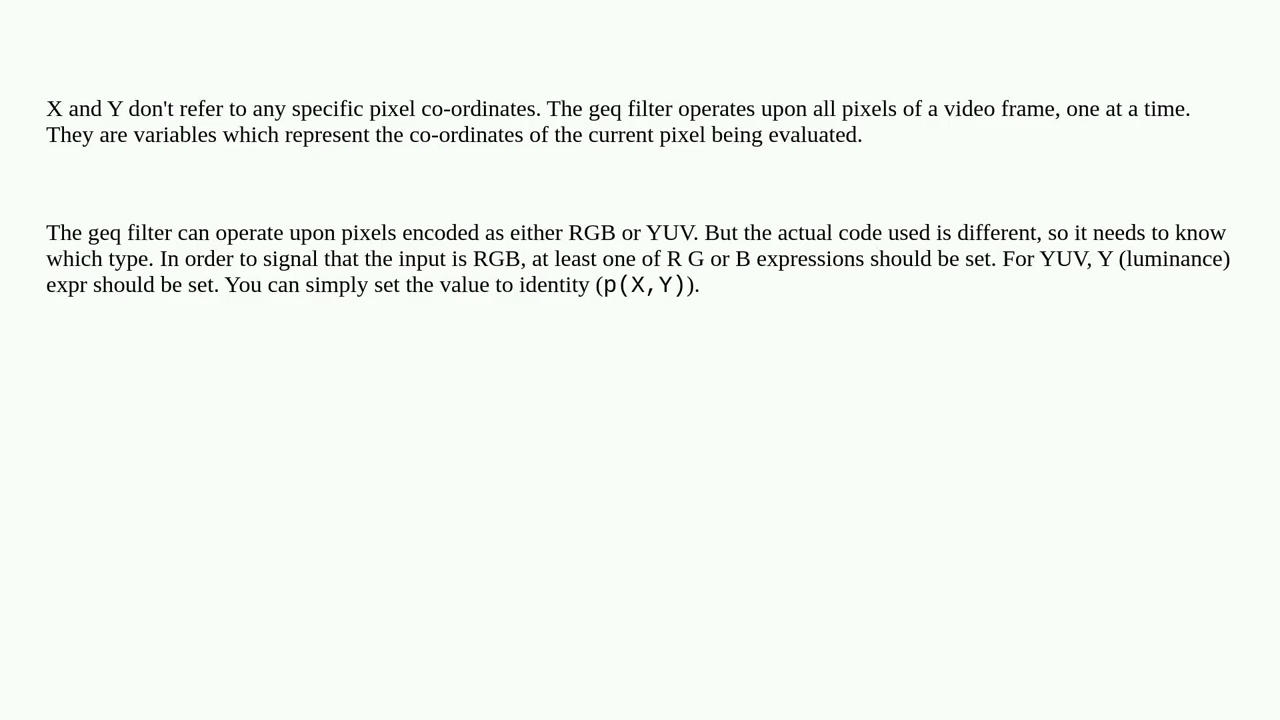 X and Y don't refer to any specific pixel co-ordinates. The geq filter operates upon all pixels of a video frame, one at a time.
They are variables which represent the co-ordinates of the current pixel being evaluated.
The geq filter can operate upon pixels encoded as either RGB or YUV. But the actual code used is different, so it needs to know
which type. In order to signal that the input is RGB, at least one of R G or B expressions should be set. For YUV, Y (luminance)
expr should be set. You can simply set the value to identity (p(X,Y)).